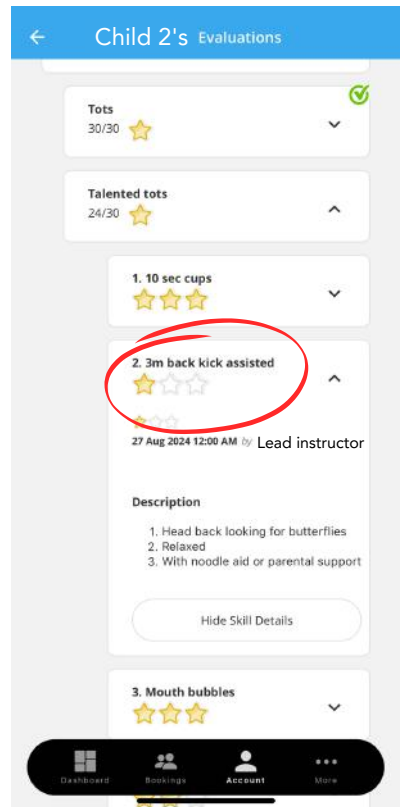 Child 2's Evaluations
Tots
30/30
Talented tots
24/30
1. 10 sec cups
2. 3m back kick assisted
27 Aug 2024 12:00 AM by Lead instructor
Description
1. Head back looking for butterflies
2. Relaxed
3. With noodle aid or parental support
Hide Skill Details
3. Mouth bubbles
Dashboard Bookings Account More